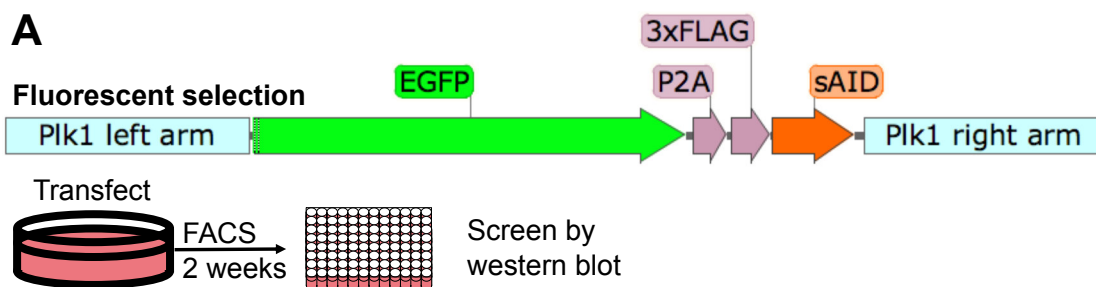 A
3xFLAG
EGFP
P2A
sAID
Fluorescent selection
Plk1 left arm
Plk1 right arm
Transfect
FACS
2 weeks
Screen by
western blot